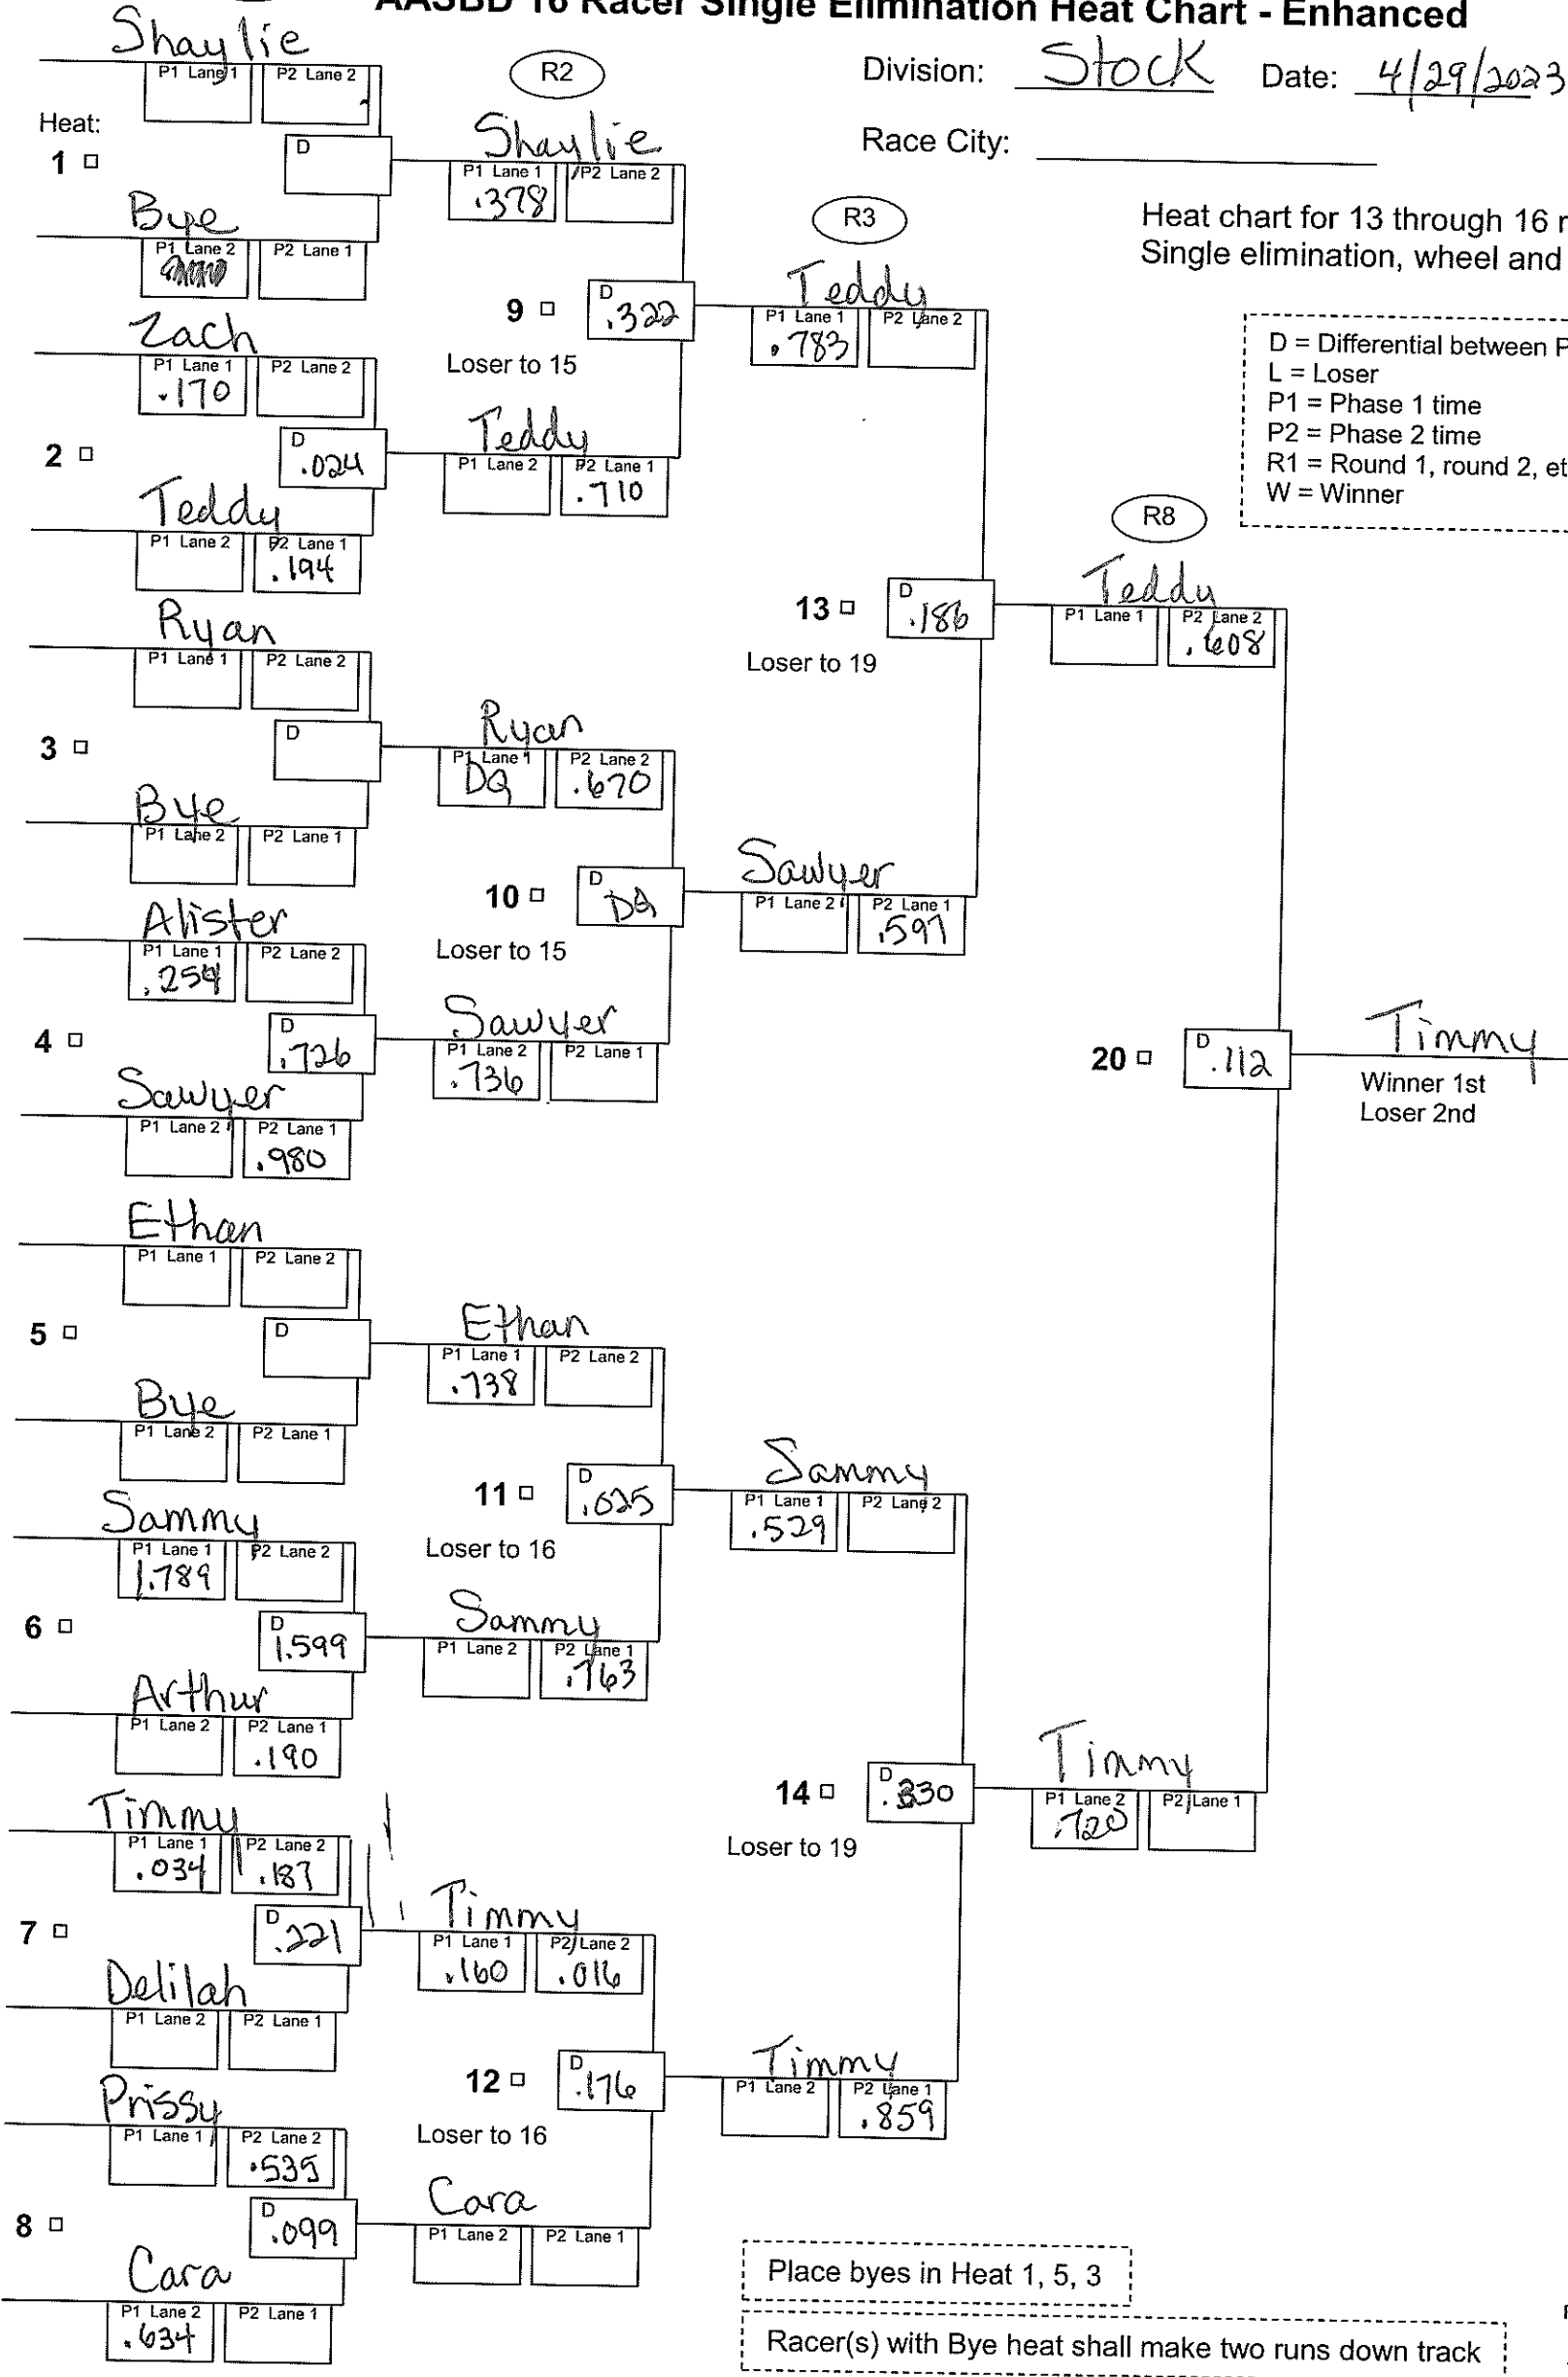 AASBD 16 Racer Single Elimination Heat Chart - Enhanced
Division: Stock Date: 4/29/2023
Race City:
Heat chart for 13 through 16 r
Single elimination, wheel and
D = Differential between P
L = Loser
P1 = Phase 1 time
P2 = Phase 2 time
R1 = Round 1, round 2, et
W = Winner
Shaylie
P1 Lane 1 P2 Lane 2
Heat:
1
D
Bye
P1 Lane 2 P2 Lane 1
Zach
P1 Lane 1 P2 Lane 2
.170
2
D
.024
Teddy
P1 Lane 2 P2 Lane 1
.194
Ryan
P1 Lane 1 P2 Lane 2
3
D
Bye
P1 Lane 2 P2 Lane 1
Alister
P1 Lane 1 P2 Lane 2
.254
4
D
.726
Sawyer
P1 Lane 2 P2 Lane 1
.980
Ethan
P1 Lane 1 P2 Lane 2
5
D
Bye
P1 Lane 2 P2 Lane 1
Sammy
P1 Lane 1 P2 Lane 2
1.789
6
D
1.599
Arthur
P1 Lane 2 P2 Lane 1
.190
Timmy
P1 Lane 1 P2 Lane 2
.034 .187
7
D
.221
Delilah
P1 Lane 2 P2 Lane 1
Prissy
P1 Lane 1 P2 Lane 2
.535
8
D
.099
Cara
P1 Lane 2 P2 Lane 1
.634
R2
Shaylie
P1 Lane 1 P2 Lane 2
.378
9
D
.322
Loser to 15
Teddy
P1 Lane 2 P2 Lane 1
.710
Ryan
P1 Lane 1 P2 Lane 2
DQ .670
10
D
DQ
Loser to 15
Sawyer
P1 Lane 2 P2 Lane 1
.736
Ethan
P1 Lane 1 P2 Lane 2
.738
11
D
.025
Loser to 16
Sammy
P1 Lane 2 P2 Lane 1
.763
Timmy
P1 Lane 1 P2 Lane 2
.160 .016
12
D
.176
Loser to 16
Cara
P1 Lane 2 P2 Lane 1
R3
Teddy
P1 Lane 1 P2 Lane 2
.783
13
D
.186
Loser to 19
Sawyer
P1 Lane 2 P2 Lane 1
.597
Sammy
P1 Lane 1 P2 Lane 2
.529
14
D
.330
Loser to 19
Timmy
P1 Lane 2 P2 Lane 1
.859
R8
Teddy
P1 Lane 1 P2 Lane 2
.608
20
D
.112
Timmy
Winner 1st
Loser 2nd
Timmy
P1 Lane 2 P2 Lane 1
.720
Place byes in Heat 1, 5, 3
Racer(s) with Bye heat shall make two runs down track